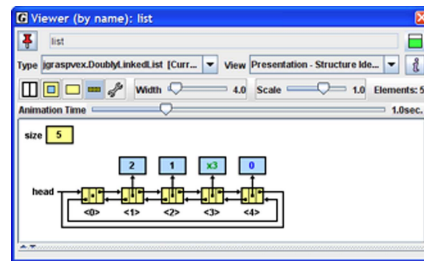 Viewer (by name): list
list
Type jgraspvex.DoublyLinkedList [Curr... View Presentation - Structure Ide...
Width 4.0 Scale 1.0 Elements: 5
Animation Time 1.0sec.
size 5
2 1 x3 0
head
<0> <1> <2> <3> <4>